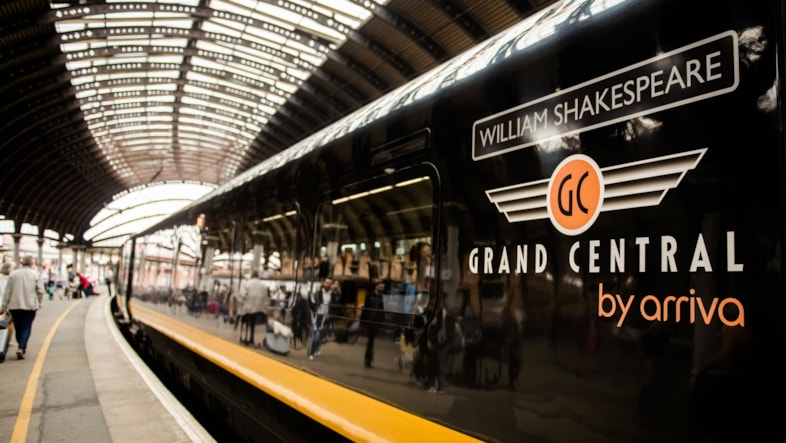 WILLIAM SHAKESPEARE
GC
GRAND CENTRAL
by arriva